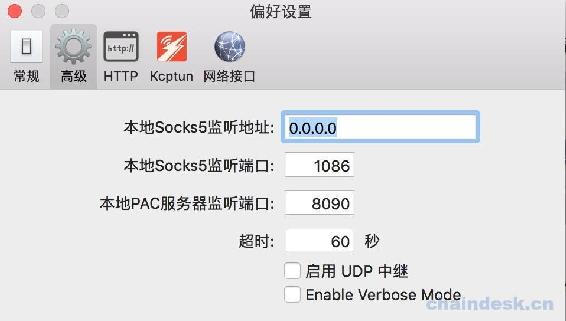 偏好设置
http://
常规 高级 HTTP Kcptun 网络接口
本地Socks5监听地址: 0.0.0.0
本地Socks5监听端口: 1086
本地PAC服务器监听端口: 8090
超时: 60 秒
启用 UDP 中继
Enable Verbose Mode
chaindesk.cn